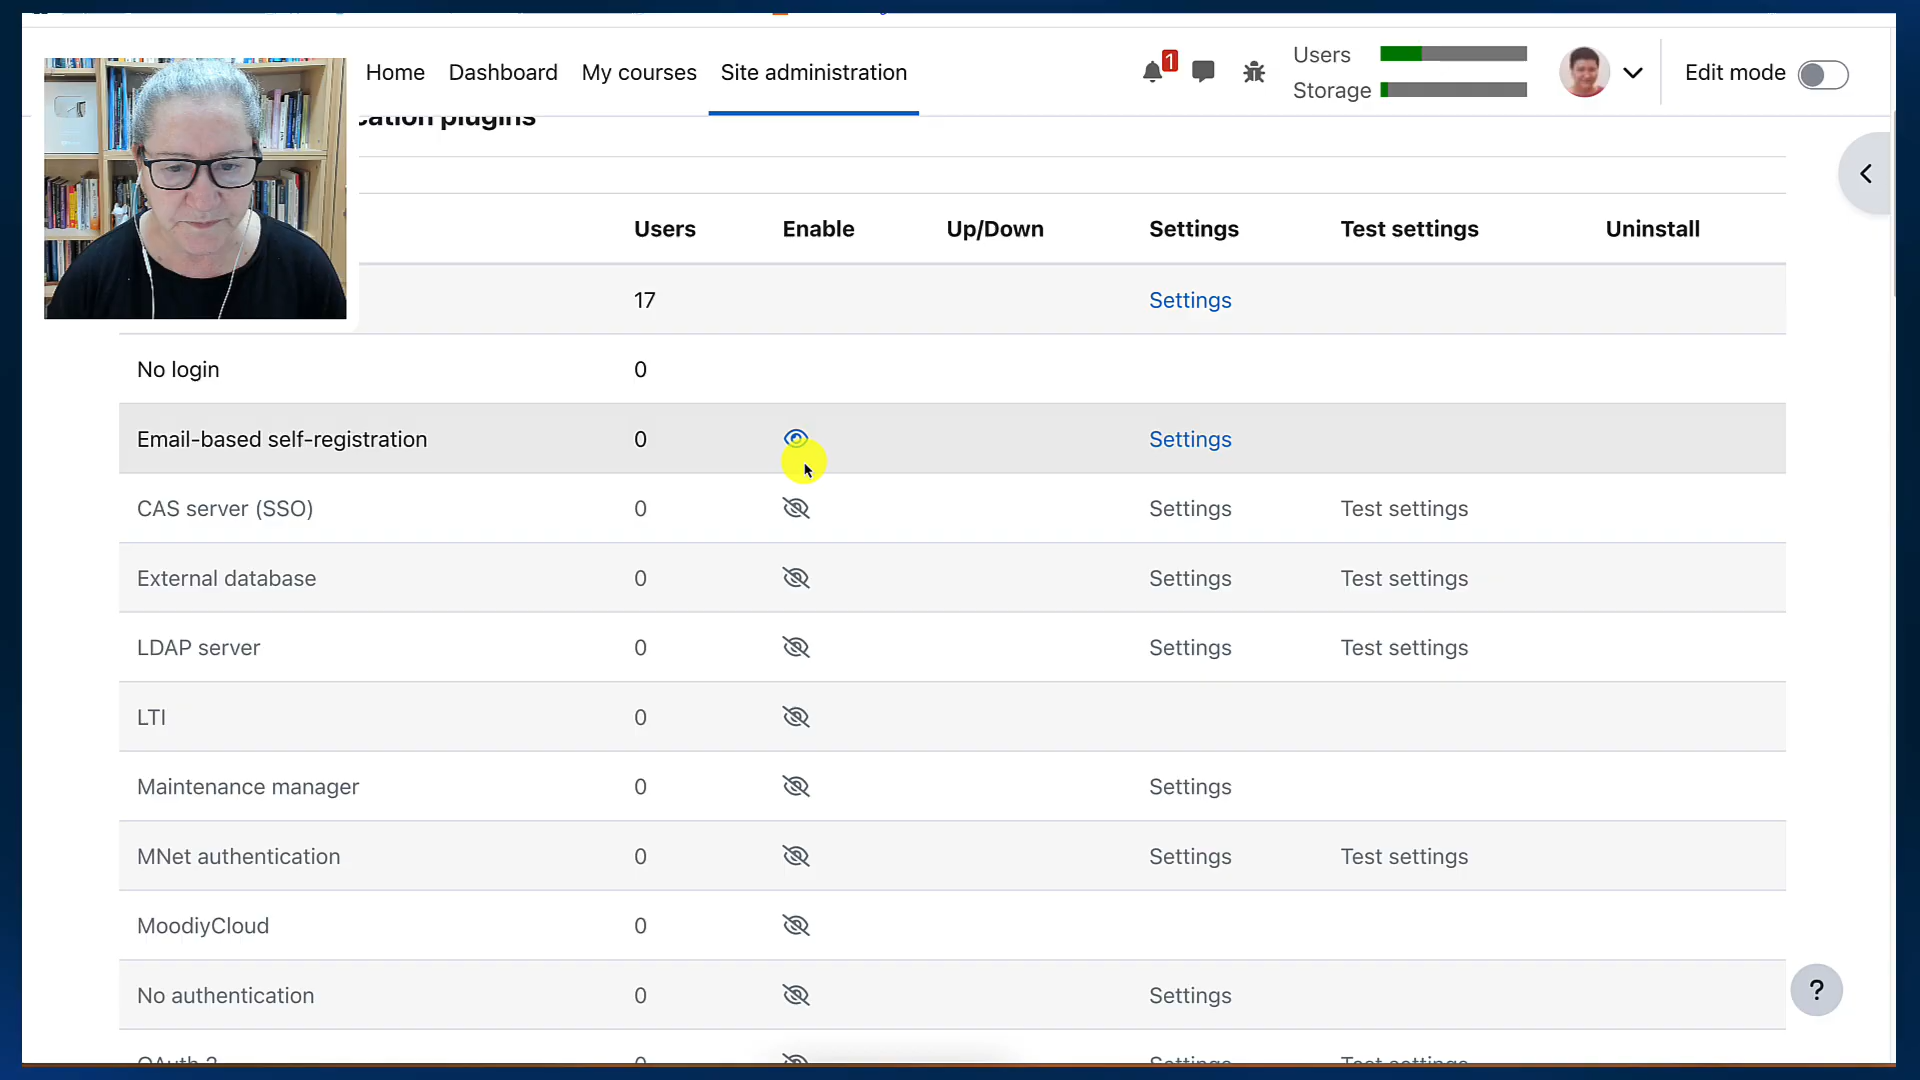 Home Dashboard My courses Site administration 1 Users Storage Edit mode
cation plugins
Users Enable Up/Down Settings Test settings Uninstall
17 Settings
No login 0
Email-based self-registration 0 Settings
CAS server (SSO) 0 Settings Test settings
External database 0 Settings Test settings
LDAP server 0 Settings Test settings
LTI 0
Maintenance manager 0 Settings
MNet authentication 0 Settings Test settings
MoodiyCloud 0
No authentication 0 Settings
?
OAuth 2 0 Settings Test settings